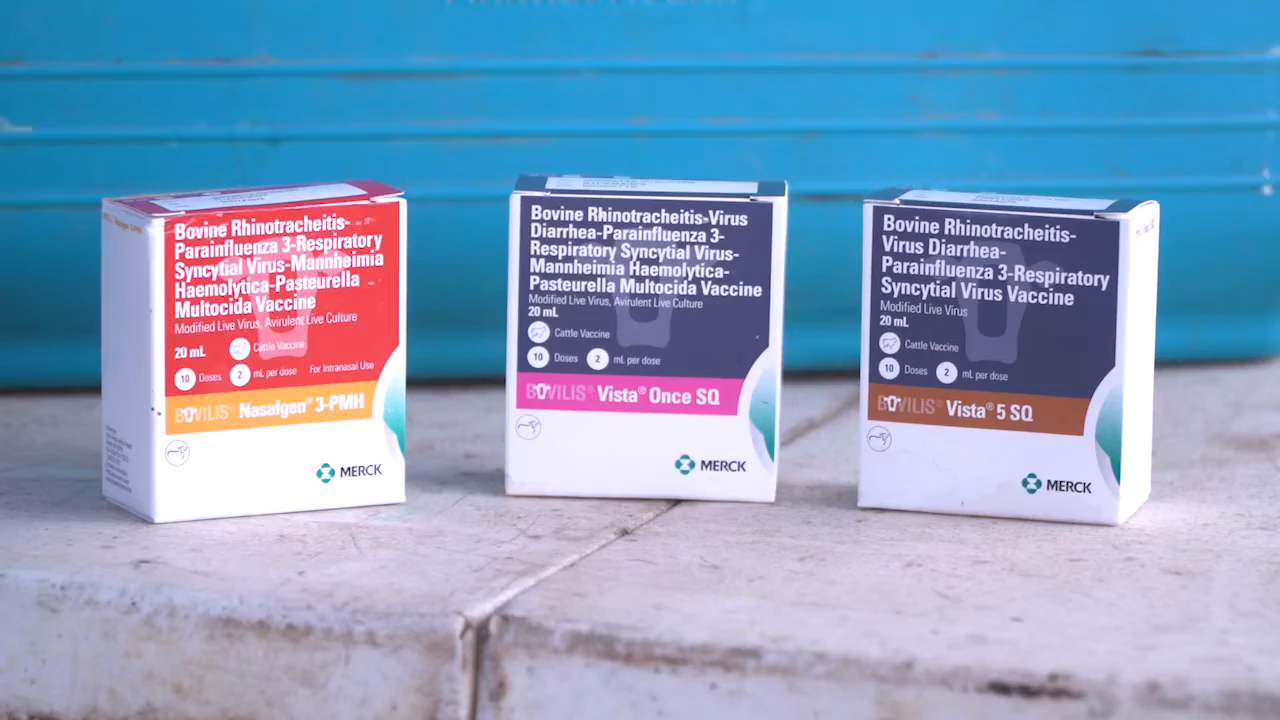 Bovine Rhinotracheitis-
Parainfluenza 3-Respiratory
Syncytial Virus-Mannheimia
Haemolytica-Pasteurella
Multocida Vaccine
Modified Live Virus, Avirulent Live Culture
20 mL
Cattle Vaccine
10 Doses 2 mL per dose For Intranasal Use
BOVILIS® Nasalgen® 3-PMH
MERCK
Bovine Rhinotracheitis-Virus
Diarrhea-Parainfluenza 3-
Respiratory Syncytial Virus-
Mannheimia Haemolytica-
Pasteurella Multocida Vaccine
Modified Live Virus, Avirulent Live Culture
20 mL
Cattle Vaccine
10 Doses 2 mL per dose
BOVILIS® Vista® Once SQ
MERCK
Bovine Rhinotracheitis-
Virus Diarrhea-
Parainfluenza 3-Respiratory
Syncytial Virus Vaccine
Modified Live Virus
20 mL
Cattle Vaccine
10 Doses 2 mL per dose
BOVILIS® Vista® 5 SQ
MERCK